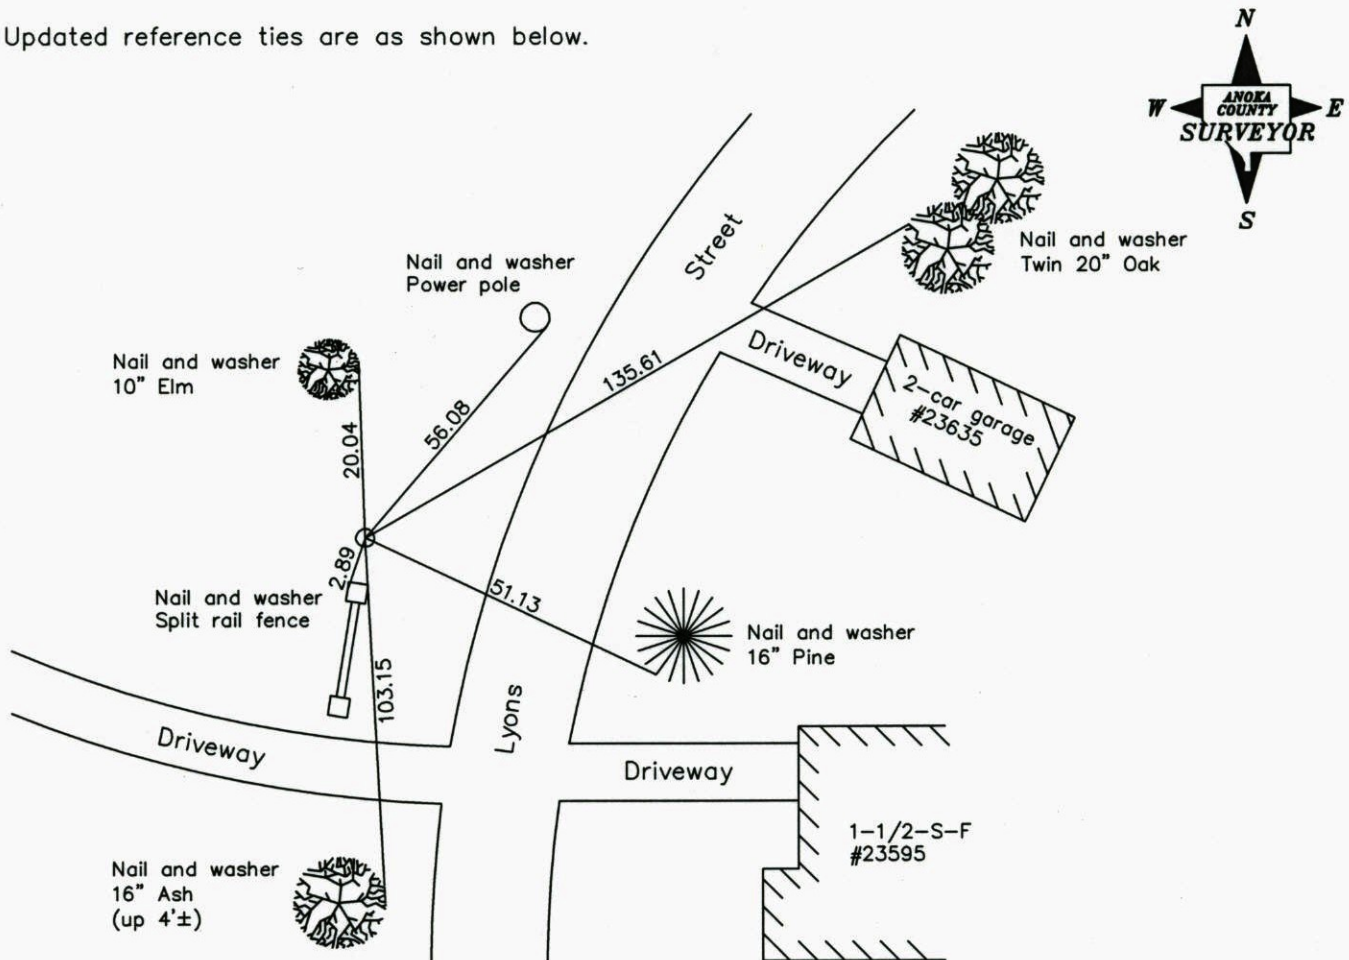 Updated reference ties are as shown below.
N
W
ANOKA
COUNTY
SURVEYOR
E
S
Nail and washer
Twin 20" Oak
Street
Nail and washer
Power pole
Nail and washer
10" Elm
135.61
Driveway
2-car garage
#23635
56.08
20.04
2.89
51.13
Nail and washer
Split rail fence
Nail and washer
16" Pine
103.15
Lyons
Driveway
Driveway
1-1/2-S-F
#23595
Nail and washer
16" Ash
(up 4'±)